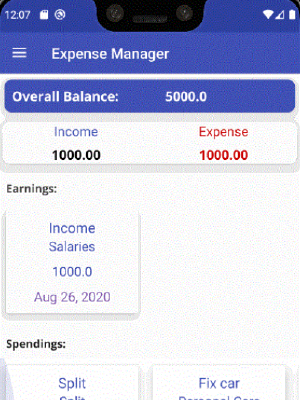 12:07
Expense Manager
Overall Balance: 5000.0
Income Expense
1000.00 1000.00
Earnings:
Income
Salaries
1000.0
Aug 26, 2020
Spendings:
Split Fix car
Split Personal Care